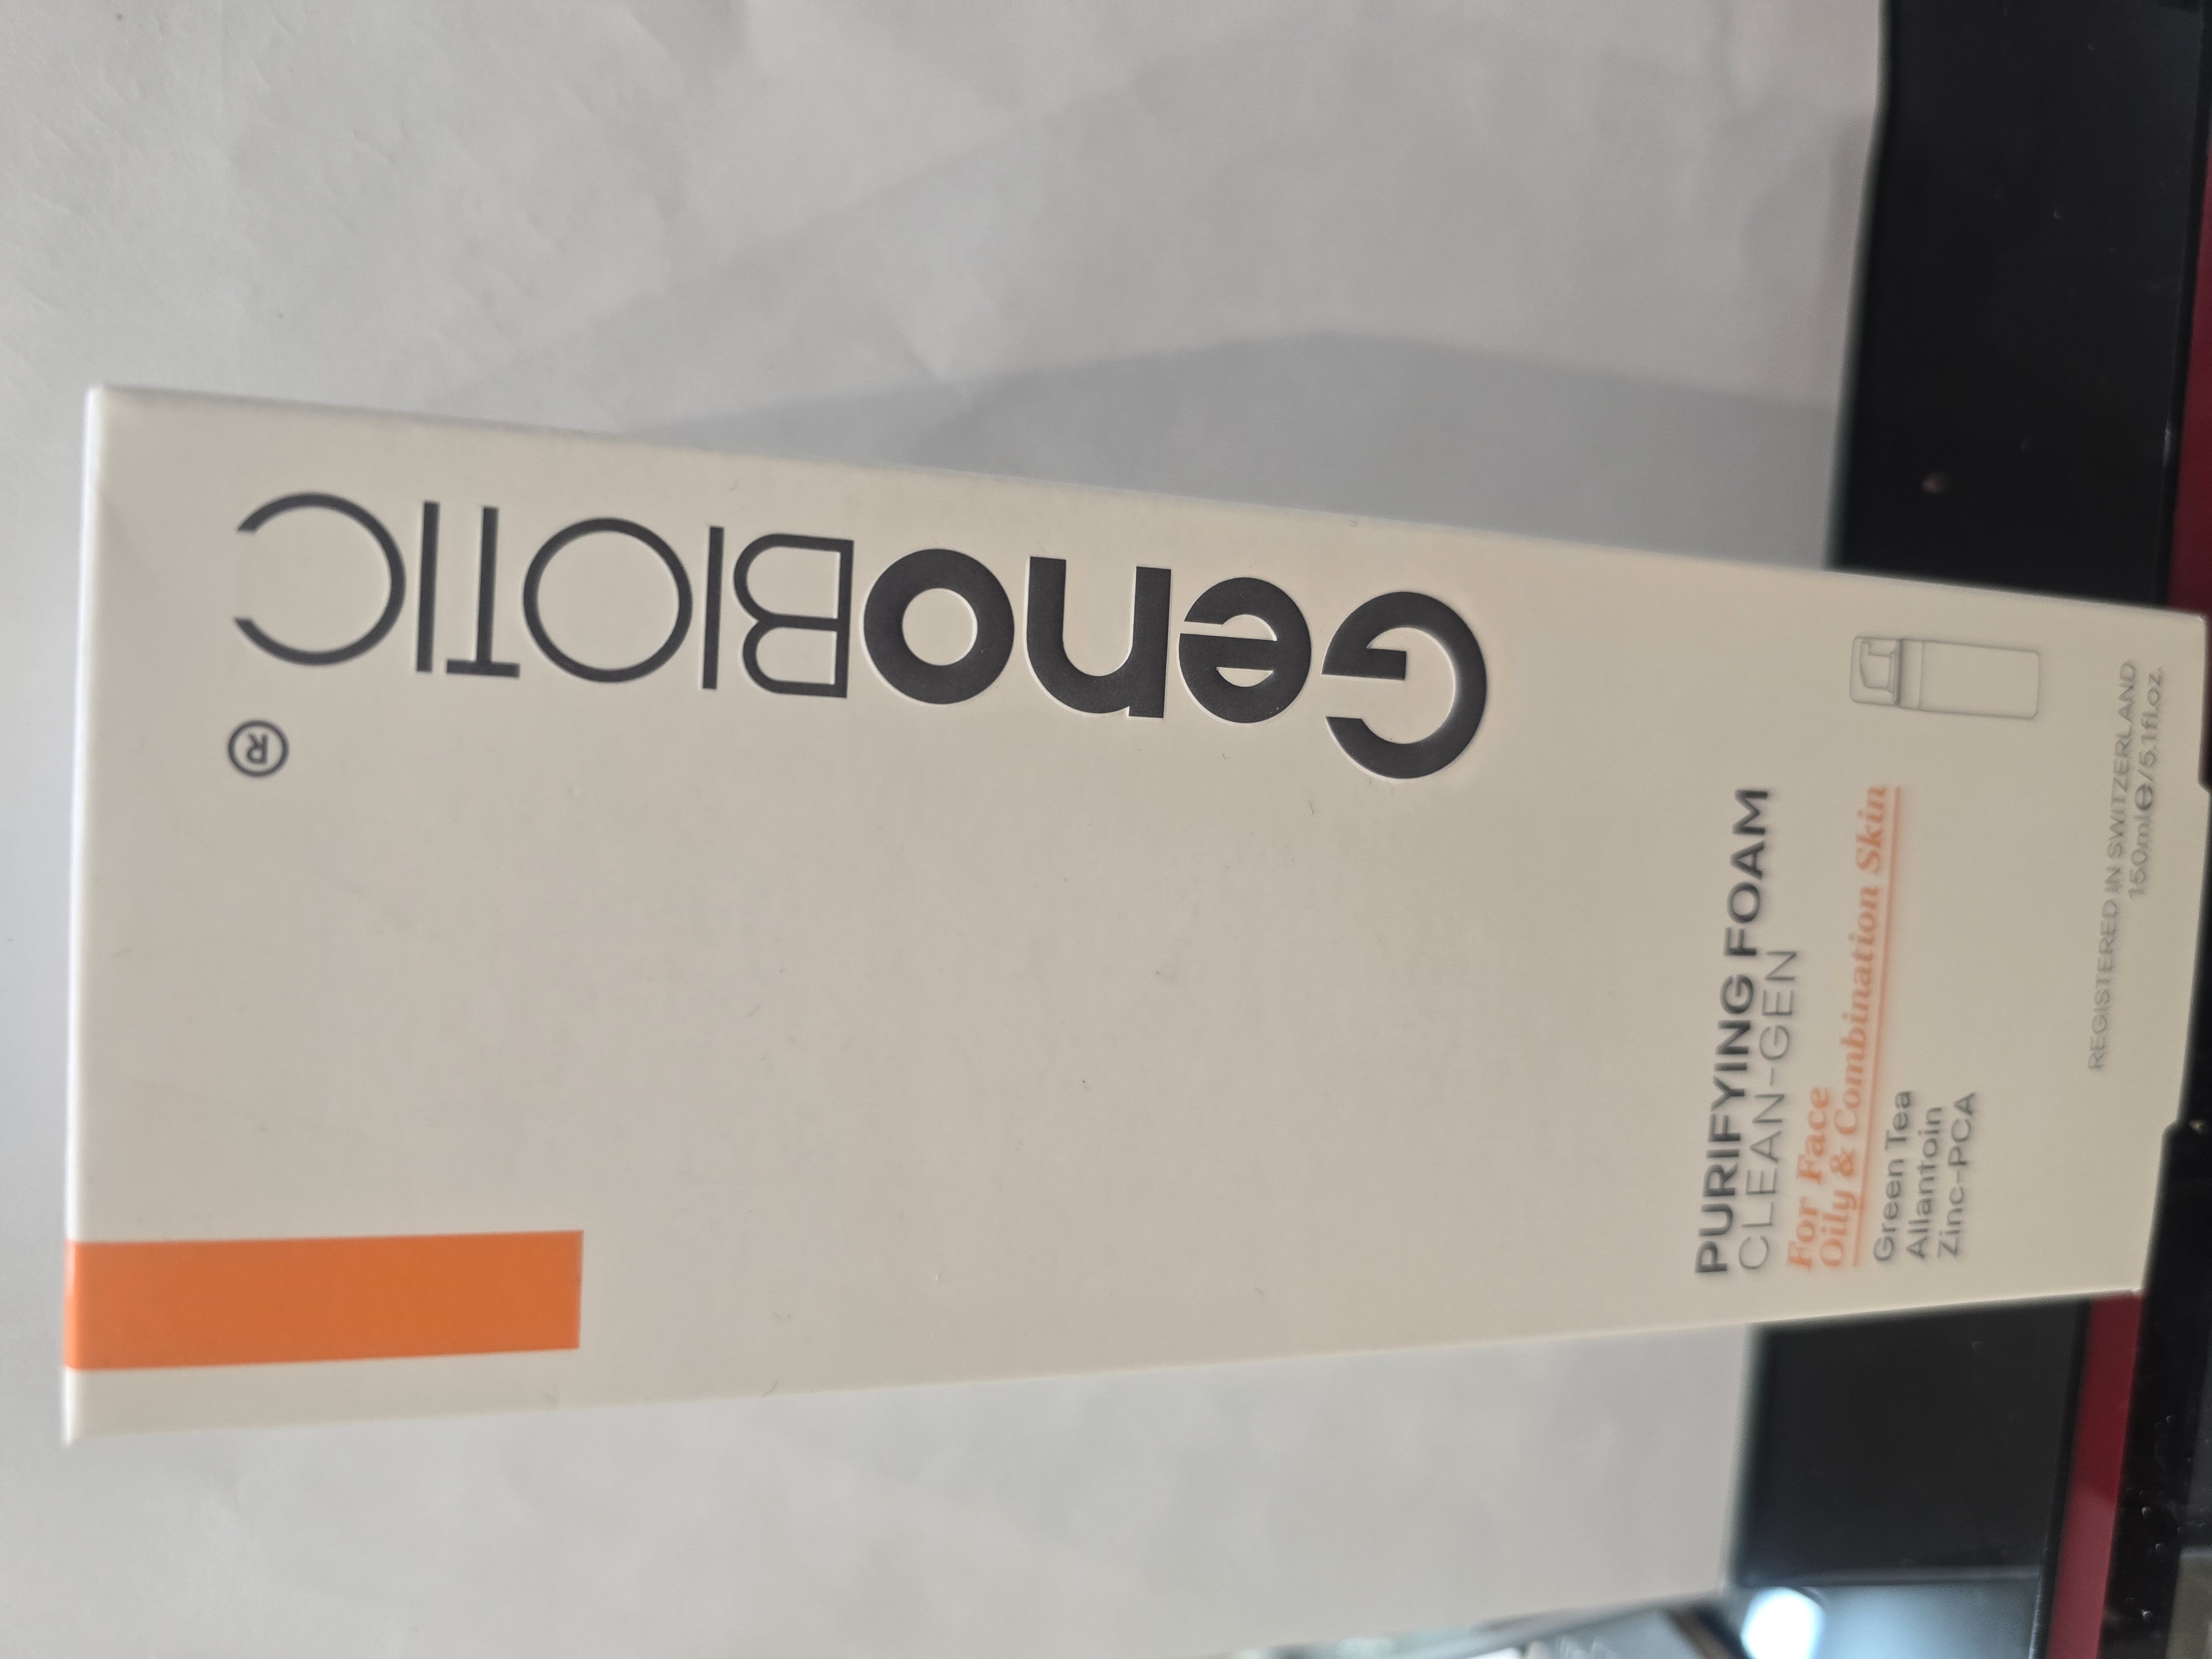 GenoBIOTIC®
PURIFYING FOAM
CLEAN-GEN
For Face
Oily & Combination Skin
Green Tea
Allantoin
Zinc-PCA
REGISTERED IN SWITZERLAND
150ml℮/5.1fl.oz.